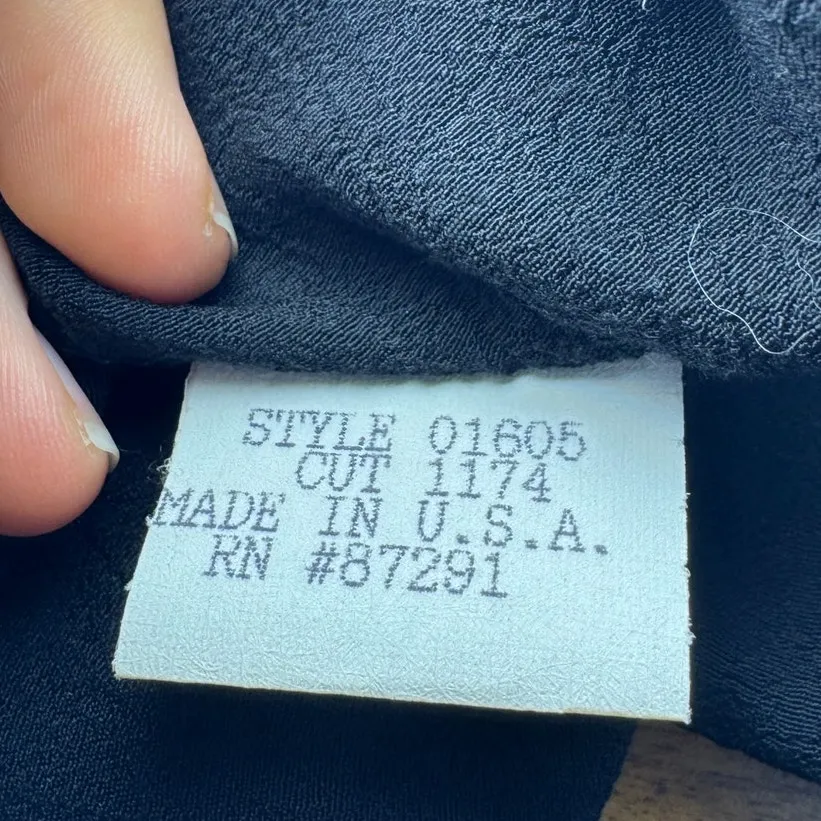 STYLE 01605
CUT 1174
MADE IN U.S.A.
RN #87291